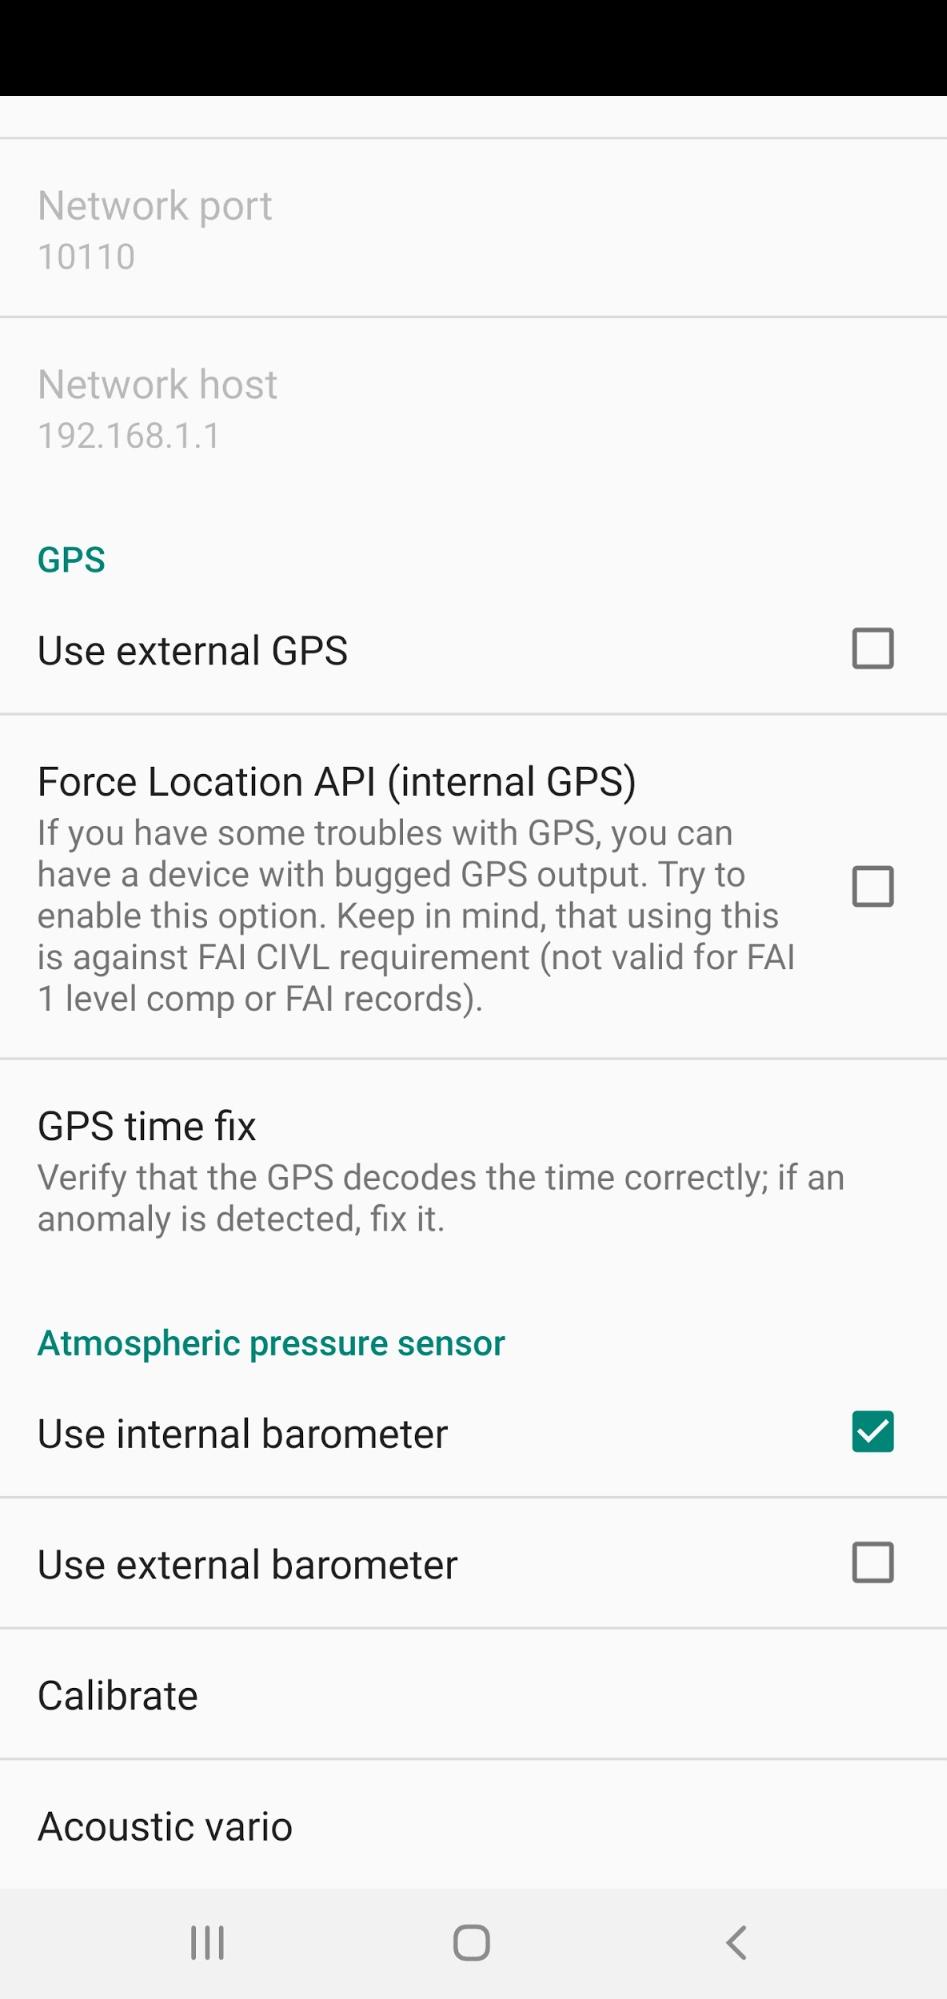 Network port
10110
Network host
192.168.1.1
GPS
Use external GPS
Force Location API (internal GPS)
If you have some troubles with GPS, you can
have a device with bugged GPS output. Try to
enable this option. Keep in mind, that using this
is against FAI CIVL requirement (not valid for FAI
1 level comp or FAI records).
GPS time fix
Verify that the GPS decodes the time correctly; if an
anomaly is detected, fix it.
Atmospheric pressure sensor
Use internal barometer
Use external barometer
Calibrate
Acoustic vario